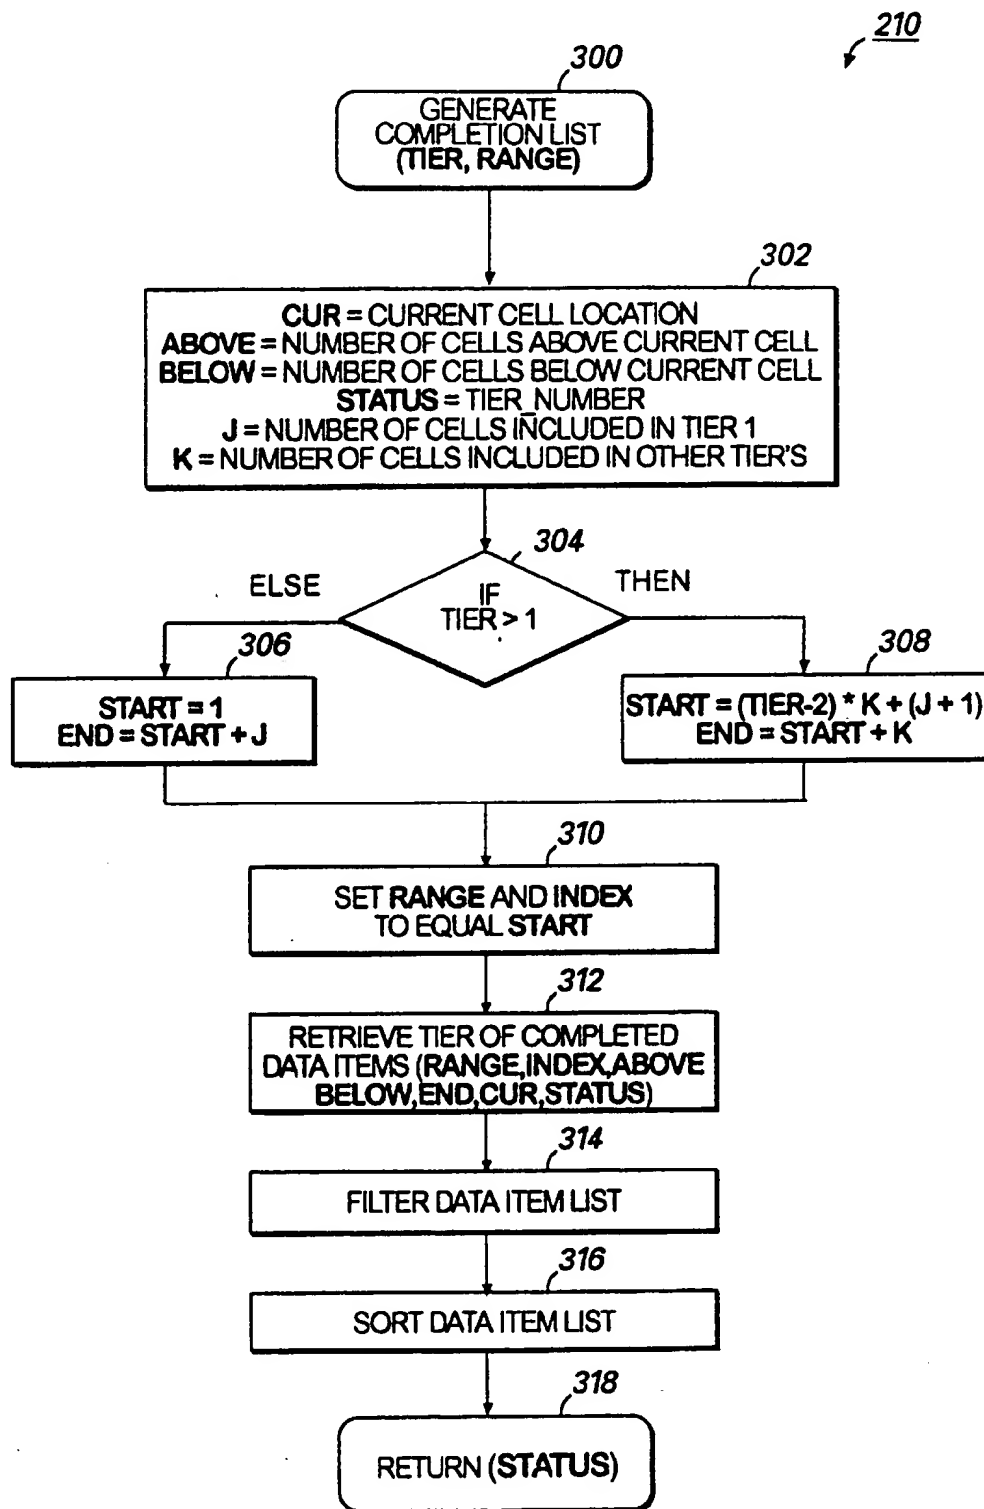 210
300
GENERATE
COMPLETION LIST
(TIER, RANGE)
302
CUR = CURRENT CELL LOCATION
ABOVE = NUMBER OF CELLS ABOVE CURRENT CELL
BELOW = NUMBER OF CELLS BELOW CURRENT CELL
STATUS = TIER_NUMBER
J = NUMBER OF CELLS INCLUDED IN TIER 1
K = NUMBER OF CELLS INCLUDED IN OTHER TIER'S
304
ELSE
IF
TIER > 1
THEN
306
START = 1
END = START + J
308
START = (TIER-2) * K + (J + 1)
END = START + K
310
SET RANGE AND INDEX
TO EQUAL START
312
RETRIEVE TIER OF COMPLETED
DATA ITEMS (RANGE,INDEX,ABOVE
BELOW,END,CUR,STATUS)
314
FILTER DATA ITEM LIST
316
SORT DATA ITEM LIST
318
RETURN (STATUS)